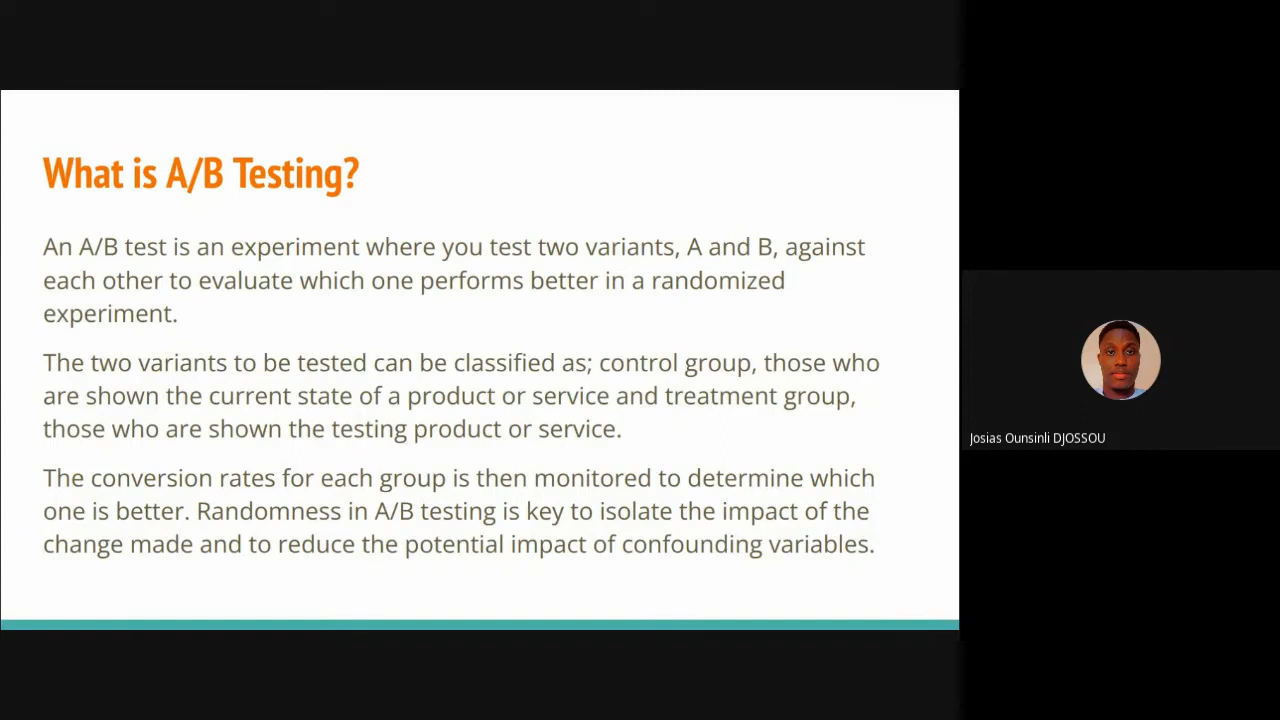 What is A/B Testing?
An A/B test is an experiment where you test two variants, A and B, against
each other to evaluate which one performs better in a randomized
experiment.
The two variants to be tested can be classified as; control group, those who
are shown the current state of a product or service and treatment group,
those who are shown the testing product or service.
The conversion rates for each group is then monitored to determine which
one is better. Randomness in A/B testing is key to isolate the impact of the
change made and to reduce the potential impact of confounding variables.
Josias Ounsinli DJOSSOU